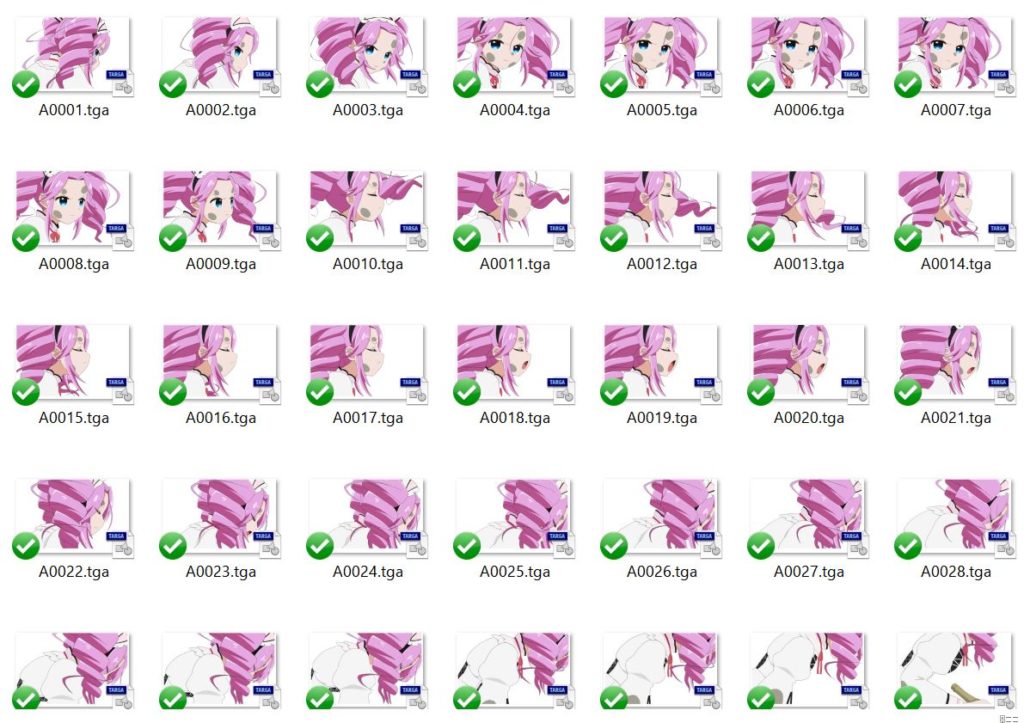 TARGA TARGA TARGA TARGA TARGA TARGA TARGA
A0001.tga A0002.tga A0003.tga A0004.tga A0005.tga A0006.tga A0007.tga
TARGA TARGA TARGA TARGA TARGA TARGA TARGA
A0008.tga A0009.tga A0010.tga A0011.tga A0012.tga A0013.tga A0014.tga
TARGA TARGA TARGA TARGA TARGA TARGA TARGA
A0015.tga A0016.tga A0017.tga A0018.tga A0019.tga A0020.tga A0021.tga
TARGA TARGA TARGA TARGA TARGA TARGA TARGA
A0022.tga A0023.tga A0024.tga A0025.tga A0026.tga A0027.tga A0028.tga
TARGA TARGA TARGA TARGA TARGA TARGA TARGA